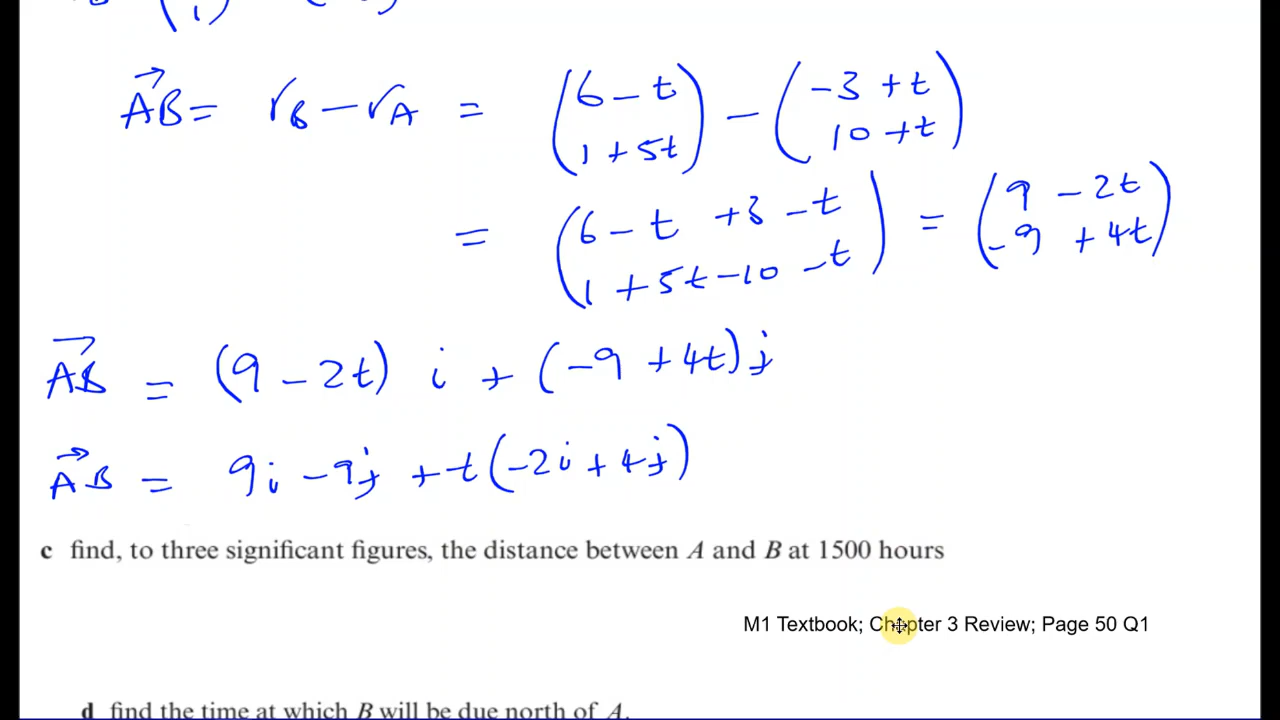 AB = r_B − r_A = (6 − t, 1 + 5t) − (−3 + t, 10 + t)
= (6 − t + 3 − t, 1 + 5t − 10 − t) = (9 − 2t, −9 + 4t)
AB = (9 − 2t) i + (−9 + 4t) j
AB = 9i − 9j + t(−2i + 4j)
c find, to three significant figures, the distance between A and B at 1500 hours
M1 Textbook; Chapter 3 Review; Page 50 Q1
d find the time at which B will be due north of A.